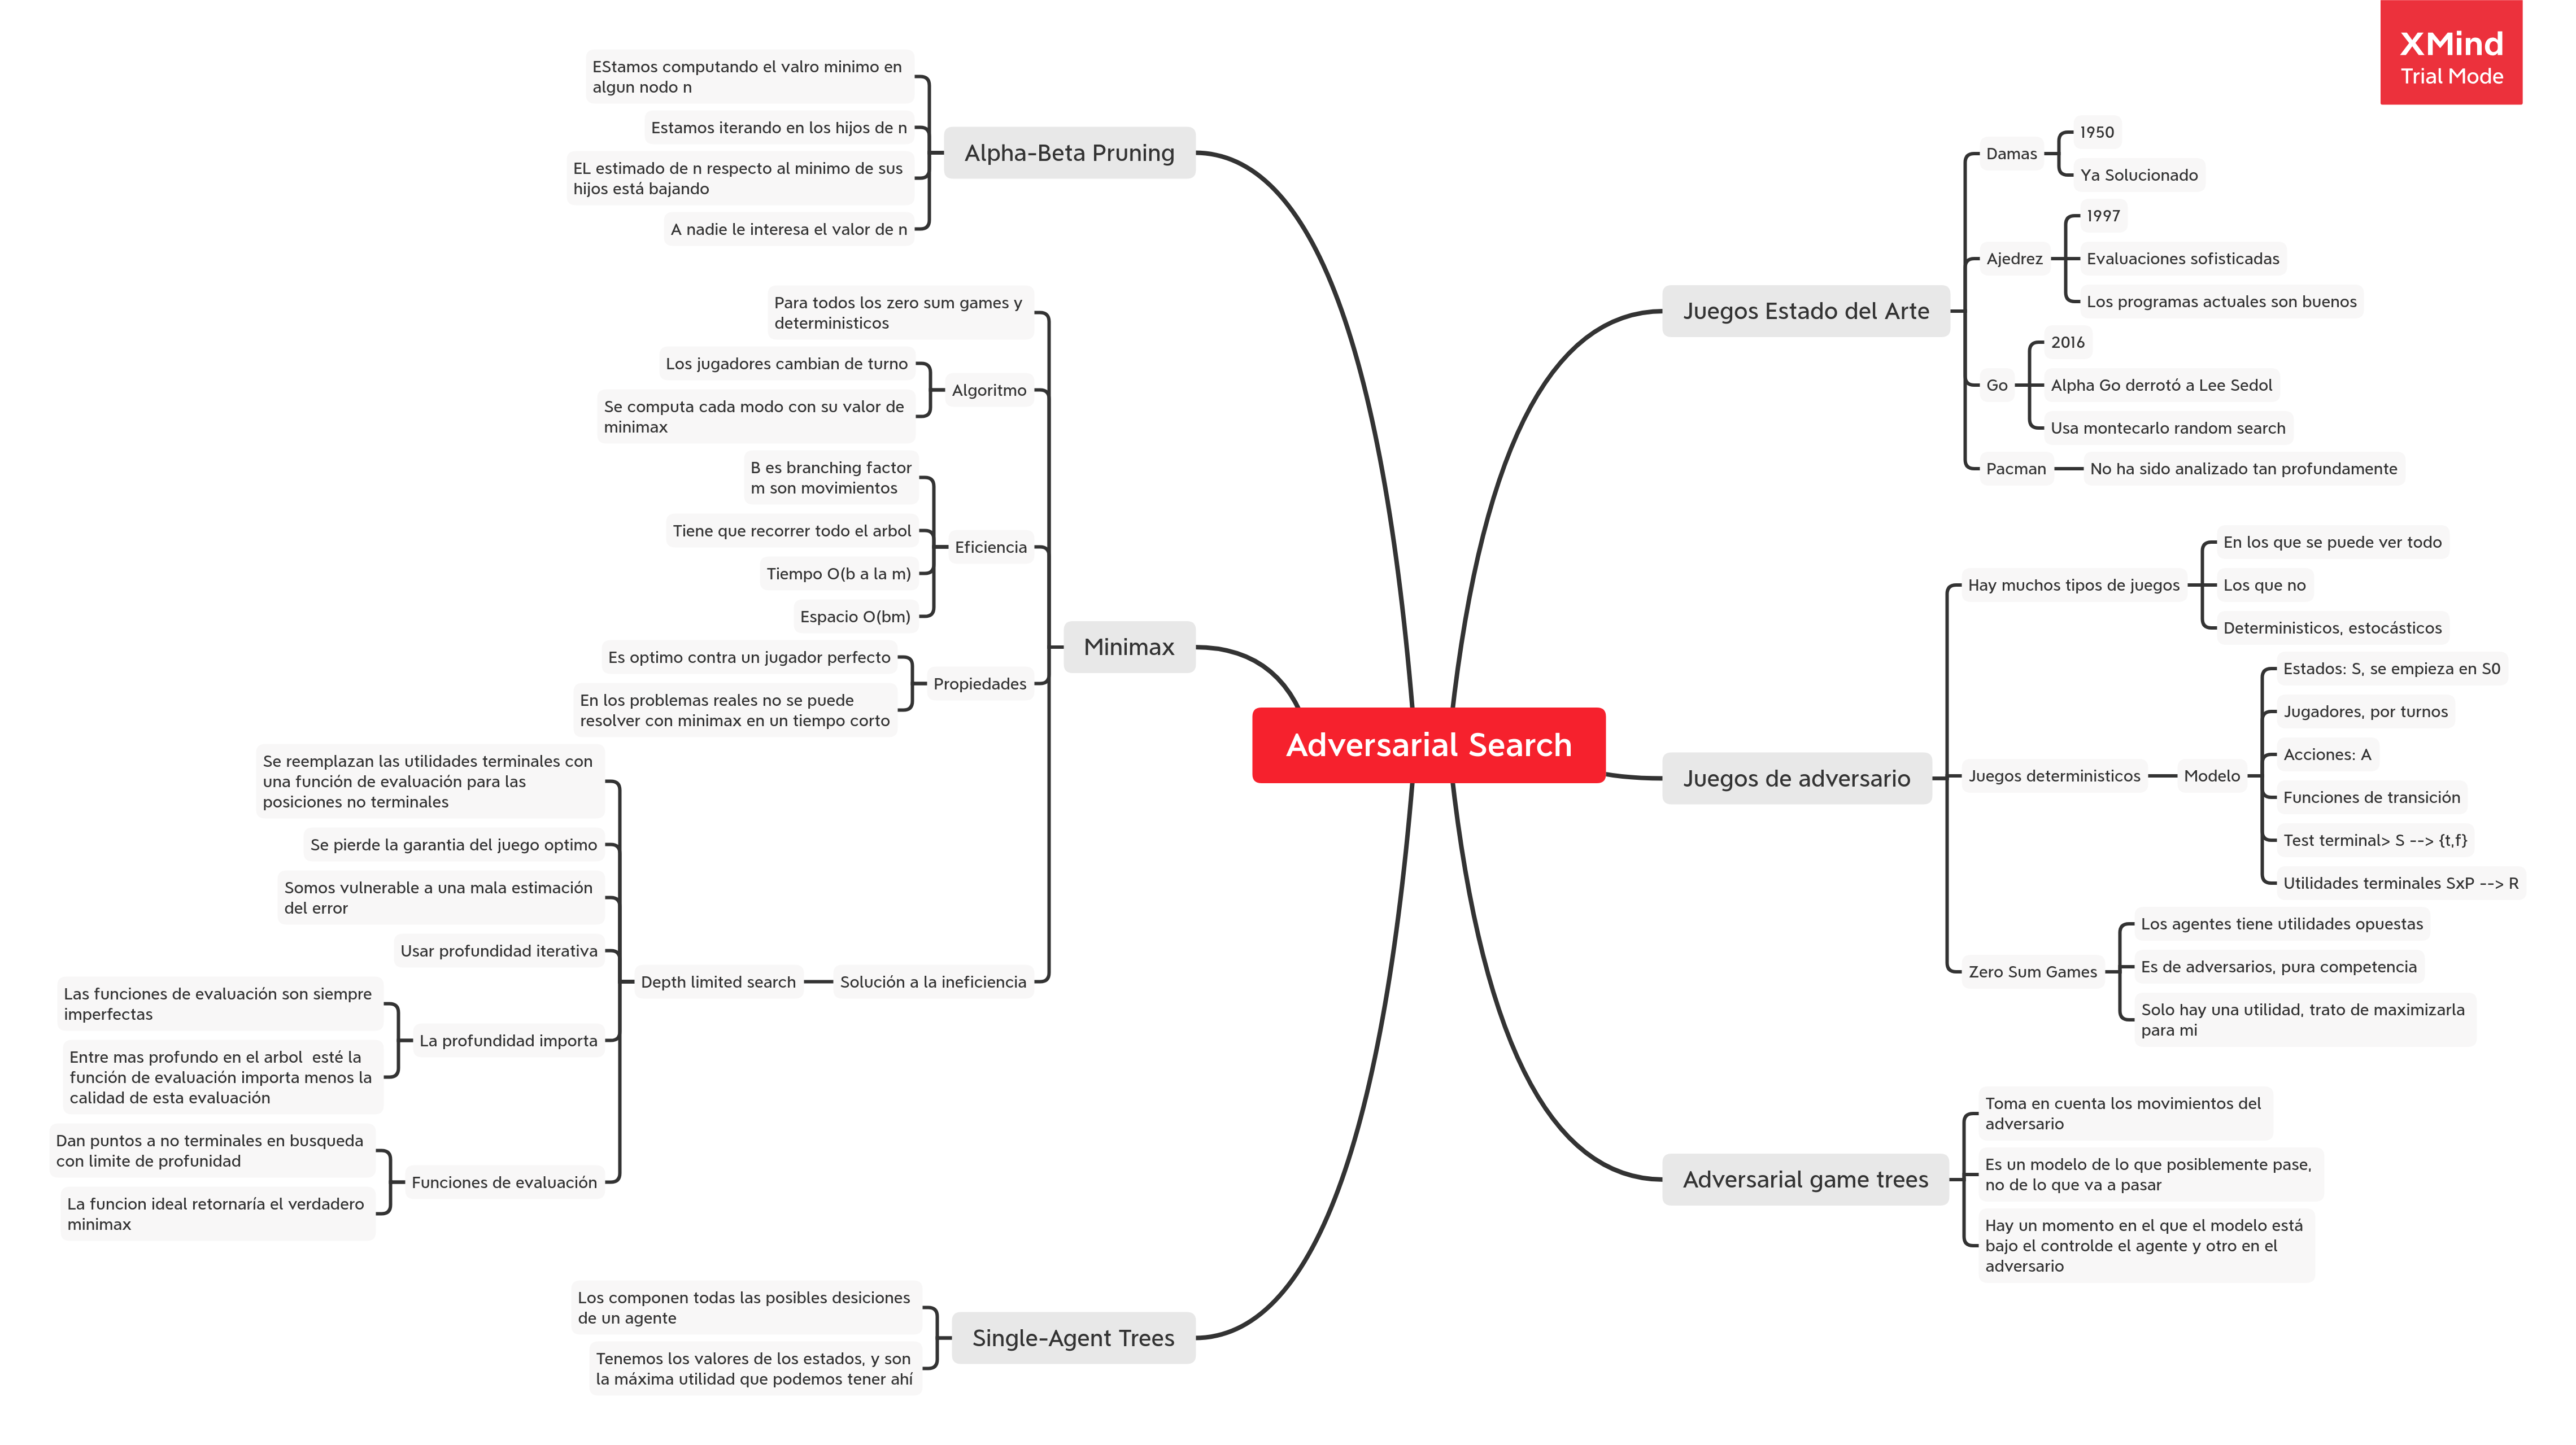 XMind
Trial Mode
Adversarial Search
Juegos Estado del Arte
Damas
1950
Ya Solucionado
Ajedrez
1997
Evaluaciones sofisticadas
Los programas actuales son buenos
Go
2016
Alpha Go derrotó a Lee Sedol
Usa montecarlo random search
Pacman
No ha sido analizado tan profundamente
Juegos de adversario
Hay muchos tipos de juegos
En los que se puede ver todo
Los que no
Deterministicos, estocásticos
Juegos deterministicos
Modelo
Estados: S, se empieza en S0
Jugadores, por turnos
Acciones: A
Funciones de transición
Test terminal> S --> {t,f}
Utilidades terminales SxP --> R
Zero Sum Games
Los agentes tiene utilidades opuestas
Es de adversarios, pura competencia
Solo hay una utilidad, trato de maximizarla
para mi
Adversarial game trees
Toma en cuenta los movimientos del
adversario
Es un modelo de lo que posiblemente pase,
no de lo que va a pasar
Hay un momento en el que el modelo está
bajo el controlde el agente y otro en el
adversario
Alpha-Beta Pruning
EStamos computando el valro minimo en
algun nodo n
Estamos iterando en los hijos de n
EL estimado de n respecto al minimo de sus
hijos está bajando
A nadie le interesa el valor de n
Minimax
Para todos los zero sum games y
deterministicos
Algoritmo
Los jugadores cambian de turno
Se computa cada modo con su valor de
minimax
Eficiencia
B es branching factor
m son movimientos
Tiene que recorrer todo el arbol
Tiempo O(b a la m)
Espacio O(bm)
Propiedades
Es optimo contra un jugador perfecto
En los problemas reales no se puede
resolver con minimax en un tiempo corto
Solución a la ineficiencia
Depth limited search
Se reemplazan las utilidades terminales con
una función de evaluación para las
posiciones no terminales
Se pierde la garantia del juego optimo
Somos vulnerable a una mala estimación
del error
Usar profundidad iterativa
La profundidad importa
Las funciones de evaluación son siempre
imperfectas
Entre mas profundo en el arbol  esté la
función de evaluación importa menos la
calidad de esta evaluación
Funciones de evaluación
Dan puntos a no terminales en busqueda
con limite de profunidad
La funcion ideal retornaría el verdadero
minimax
Single-Agent Trees
Los componen todas las posibles desiciones
de un agente
Tenemos los valores de los estados, y son
la máxima utilidad que podemos tener ahí